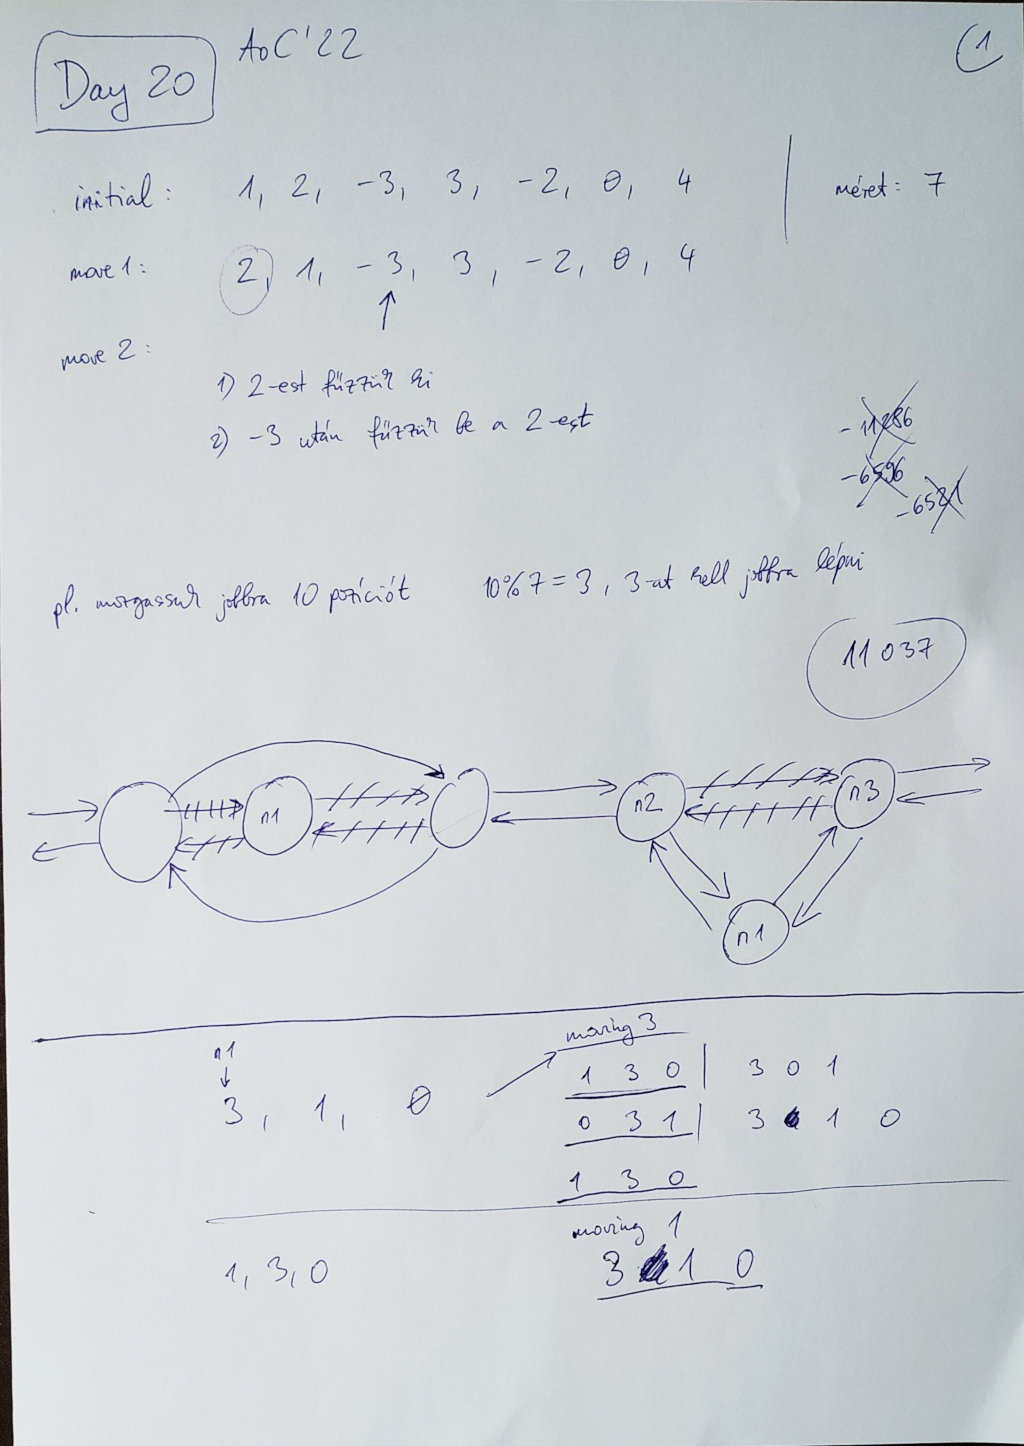 Day 20 AoC'22 1
initial: 1, 2, -3, 3, -2, 0, 4 méret: 7
move 1: 2, 1, -3, 3, -2, 0, 4
move 2:
1) 2-est fűzzük ki
2) -3 után fűzzük be a 2-est
-11286
-6596
-6521
pl. mozgassuk jobbra 10 pozíciót 10%7=3, 3-at kell jobbra lépni
11037
n1 n2 n3
n1
n1
3, 1, 0
moving 3
1 3 0 | 3 0 1
0 3 1 | 3 1 0
1 3 0
moving 1
1, 3, 0 3 1 0